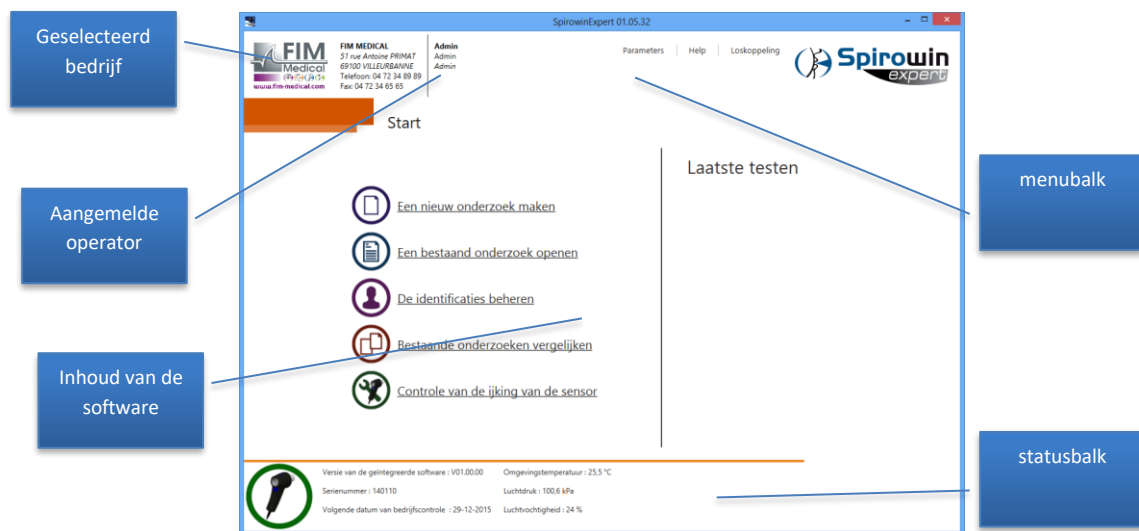 SpirowinExpert 01.05.32
Geselecteerd
bedrijf
FIM
Medical
www.fim-medical.com
FIM MEDICAL
51 rue Antoine PRIMAT
69100 VILLEURBANNE
Telefoon: 04 72 34 89 89
Fax: 04 72 34 65 65
Admin
Admin
Admin
Parameters
Help
Loskoppeling
Spirowin
expert
Start
Laatste testen
menubalk
Aangemelde
operator
Een nieuw onderzoek maken
Een bestaand onderzoek openen
De identificaties beheren
Bestaande onderzoeken vergelijken
Controle van de ijking van de sensor
Inhoud van de
software
statusbalk
Versie van de geïntegreerde software : V01.00.00
Omgevingstemperatuur : 25,5 °C
Serienummer : 140110
Luchtdruk : 100,6 kPa
Volgende datum van bedrijfscontrole : 29-12-2015
Luchtvochtigheid : 24 %